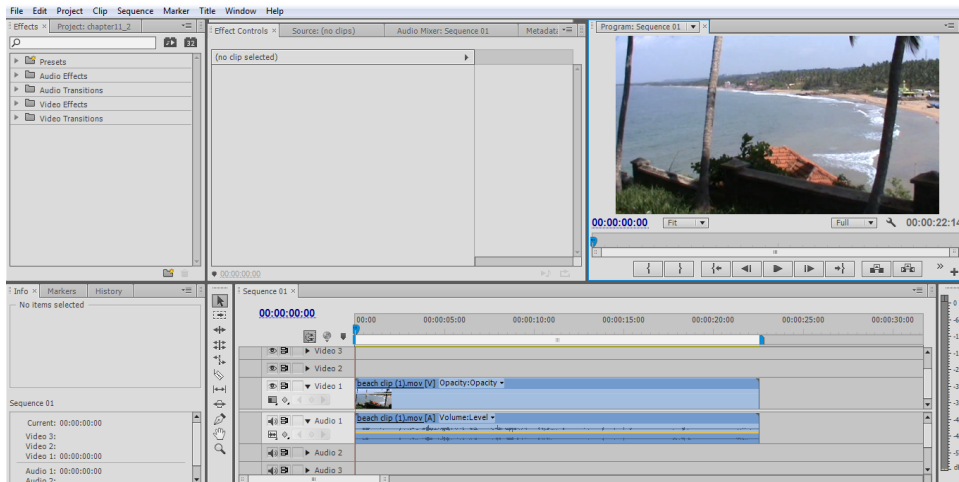 File Edit Project Clip Sequence Marker Title Window Help
Effects × Project: chapter11_2
Presets
Audio Effects
Audio Transitions
Video Effects
Video Transitions
Effect Controls × Source: (no clips) Audio Mixer: Sequence 01 Metadat
(no clip selected)
00:00:00:00
Program: Sequence 01 ×
00:00:00:00 Fit Full 00:00:22:14
Info × Markers History
No items selected
Sequence 01
Current: 00:00:00:00
Video 3:
Video 2:
Video 1: 00:00:00:00
Audio 1: 00:00:00:00
Audio 2:
Sequence 01 ×
00:00:00:00
00:00 00:00:05:00 00:00:10:00 00:00:15:00 00:00:20:00 00:00:25:00 00:00:30:00
Video 3
Video 2
Video 1 beach clip (1).mov [V] Opacity:Opacity
Audio 1 beach clip (1).mov [A] Volume:Level
Audio 2
Audio 3
0